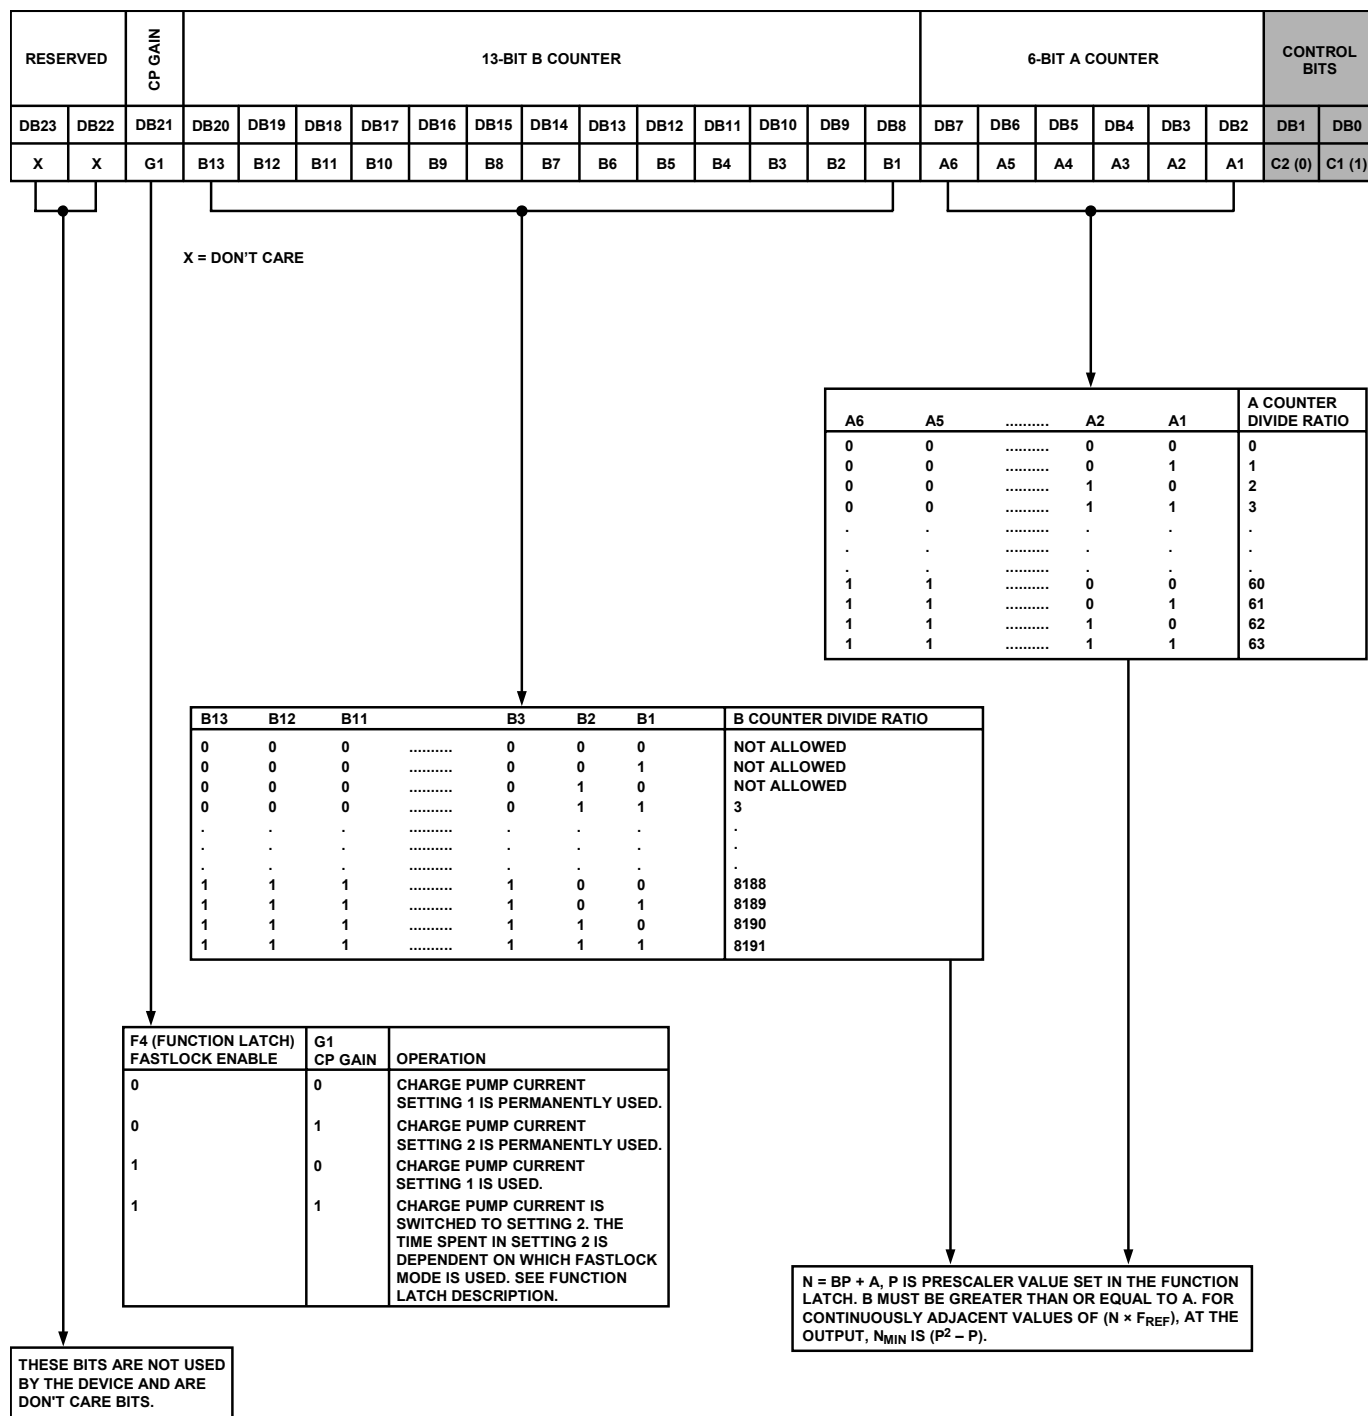 RESERVED
CP GAIN
13-BIT B COUNTER
6-BIT A COUNTER
CONTROL
BITS
DB23 DB22 DB21 DB20 DB19 DB18 DB17 DB16 DB15 DB14 DB13 DB12 DB11 DB10 DB9 DB8 DB7 DB6 DB5 DB4 DB3 DB2 DB1 DB0
X X G1 B13 B12 B11 B10 B9 B8 B7 B6 B5 B4 B3 B2 B1 A6 A5 A4 A3 A2 A1 C2 (0) C1 (1)
X = DON'T CARE
A6 A5 .......... A2 A1 A COUNTER
DIVIDE RATIO
0 0 .......... 0 0 0
0 0 .......... 0 1 1
0 0 .......... 1 0 2
0 0 .......... 1 1 3
. . .......... . . .
. . .......... . . .
. . .......... . . .
1 1 .......... 0 0 60
1 1 .......... 0 1 61
1 1 .......... 1 0 62
1 1 .......... 1 1 63
B13 B12 B11 B3 B2 B1 B COUNTER DIVIDE RATIO
0 0 0 .......... 0 0 0 NOT ALLOWED
0 0 0 .......... 0 0 1 NOT ALLOWED
0 0 0 .......... 0 1 0 NOT ALLOWED
0 0 0 .......... 0 1 1 3
. . . .......... . . . .
. . . .......... . . . .
. . . .......... . . . .
1 1 1 .......... 1 0 0 8188
1 1 1 .......... 1 0 1 8189
1 1 1 .......... 1 1 0 8190
1 1 1 .......... 1 1 1 8191
F4 (FUNCTION LATCH)
FASTLOCK ENABLE
G1
CP GAIN
OPERATION
0 0 CHARGE PUMP CURRENT
SETTING 1 IS PERMANENTLY USED.
0 1 CHARGE PUMP CURRENT
SETTING 2 IS PERMANENTLY USED.
1 0 CHARGE PUMP CURRENT
SETTING 1 IS USED.
1 1 CHARGE PUMP CURRENT IS
SWITCHED TO SETTING 2. THE
TIME SPENT IN SETTING 2 IS
DEPENDENT ON WHICH FASTLOCK
MODE IS USED. SEE FUNCTION
LATCH DESCRIPTION.
N = BP + A, P IS PRESCALER VALUE SET IN THE FUNCTION
LATCH. B MUST BE GREATER THAN OR EQUAL TO A. FOR
CONTINUOUSLY ADJACENT VALUES OF (N × FREF), AT THE
OUTPUT, NMIN IS (P² – P).
THESE BITS ARE NOT USED
BY THE DEVICE AND ARE
DON'T CARE BITS.